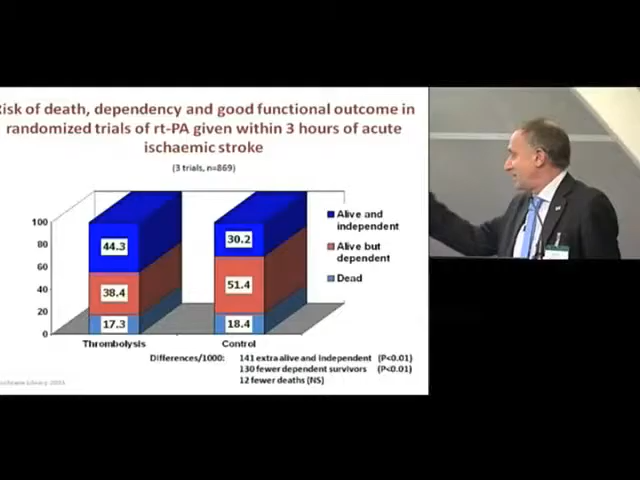 Risk of death, dependency and good functional outcome in
randomized trials of rt-PA given within 3 hours of acute
ischaemic stroke
(3 trials, n=869)
100
80
60
40
20
0
44.3
38.4
17.3
30.2
51.4
18.4
Thrombolysis
Control
Alive and
independent
Alive but
dependent
Dead
Differences/1000: 141 extra alive and independent (P<0.01)
130 fewer dependent survivors (P<0.01)
12 fewer deaths (NS)
Library